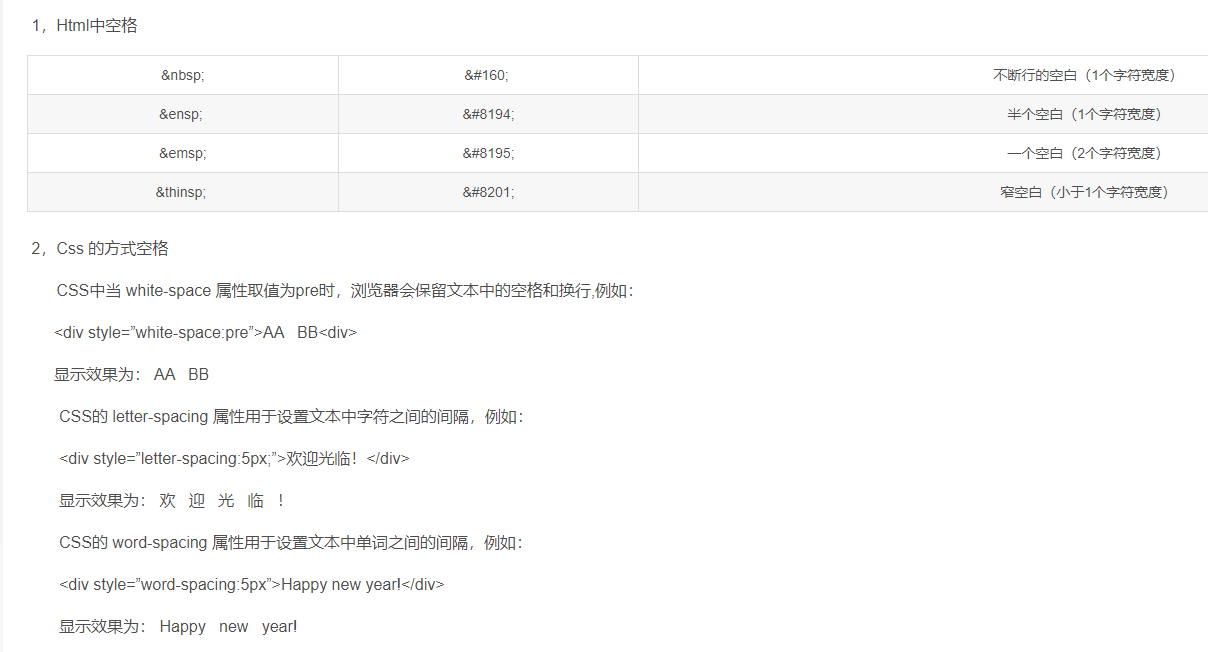 1，Html中空格
&nbsp; &#160; 不断行的空白（1个字符宽度）
&ensp; &#8194; 半个空白（1个字符宽度）
&emsp; &#8195; 一个空白（2个字符宽度）
&thinsp; &#8201; 窄空白（小于1个字符宽度）
2，Css 的方式空格
CSS中当 white-space 属性取值为pre时，浏览器会保留文本中的空格和换行,例如：
<div style=”white-space:pre”>AA   BB<div>
显示效果为： AA   BB
CSS的 letter-spacing 属性用于设置文本中字符之间的间隔，例如：
<div style=”letter-spacing:5px;”>欢迎光临！</div>
显示效果为： 欢   迎   光   临   ！
CSS的 word-spacing 属性用于设置文本中单词之间的间隔，例如：
<div style=”word-spacing:5px”>Happy new year!</div>
显示效果为： Happy   new   year!